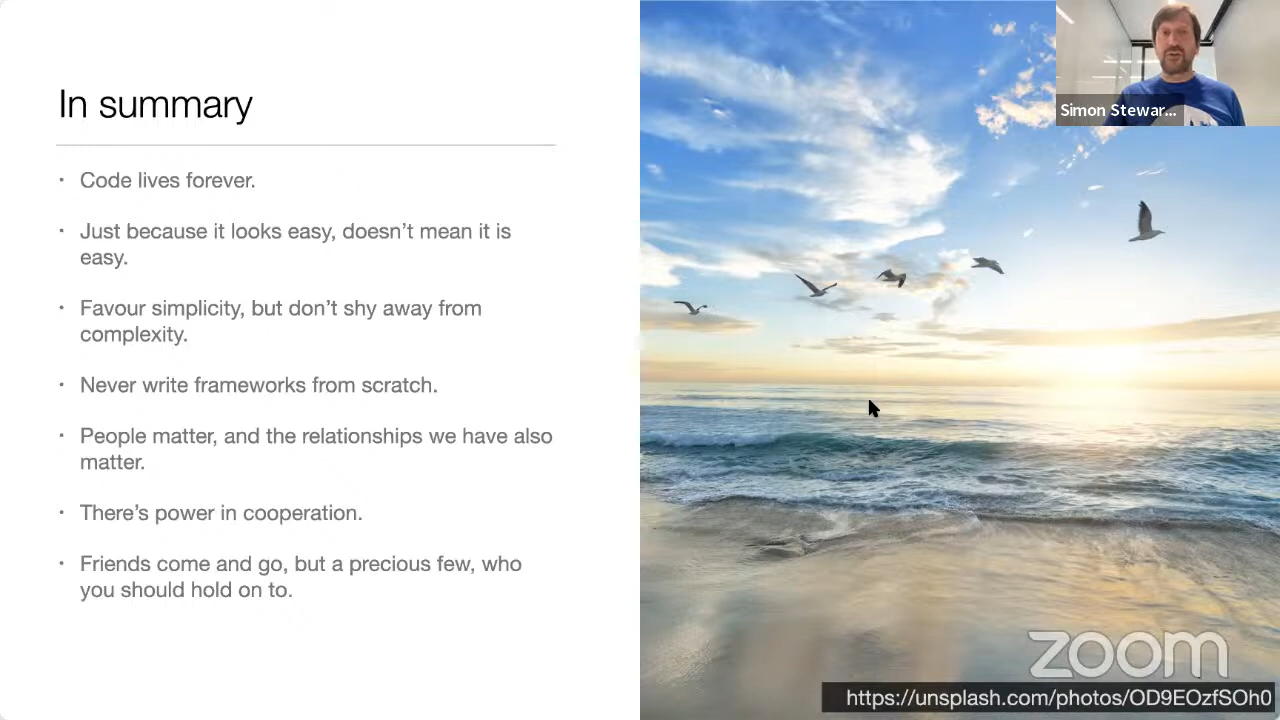 In summary
· Code lives forever.
· Just because it looks easy, doesn’t mean it is
easy.
· Favour simplicity, but don’t shy away from
complexity.
· Never write frameworks from scratch.
· People matter, and the relationships we have also
matter.
· There’s power in cooperation.
· Friends come and go, but a precious few, who
you should hold on to.
Simon Stewar...
zoom
https://unsplash.com/photos/OD9EOzfSOh0